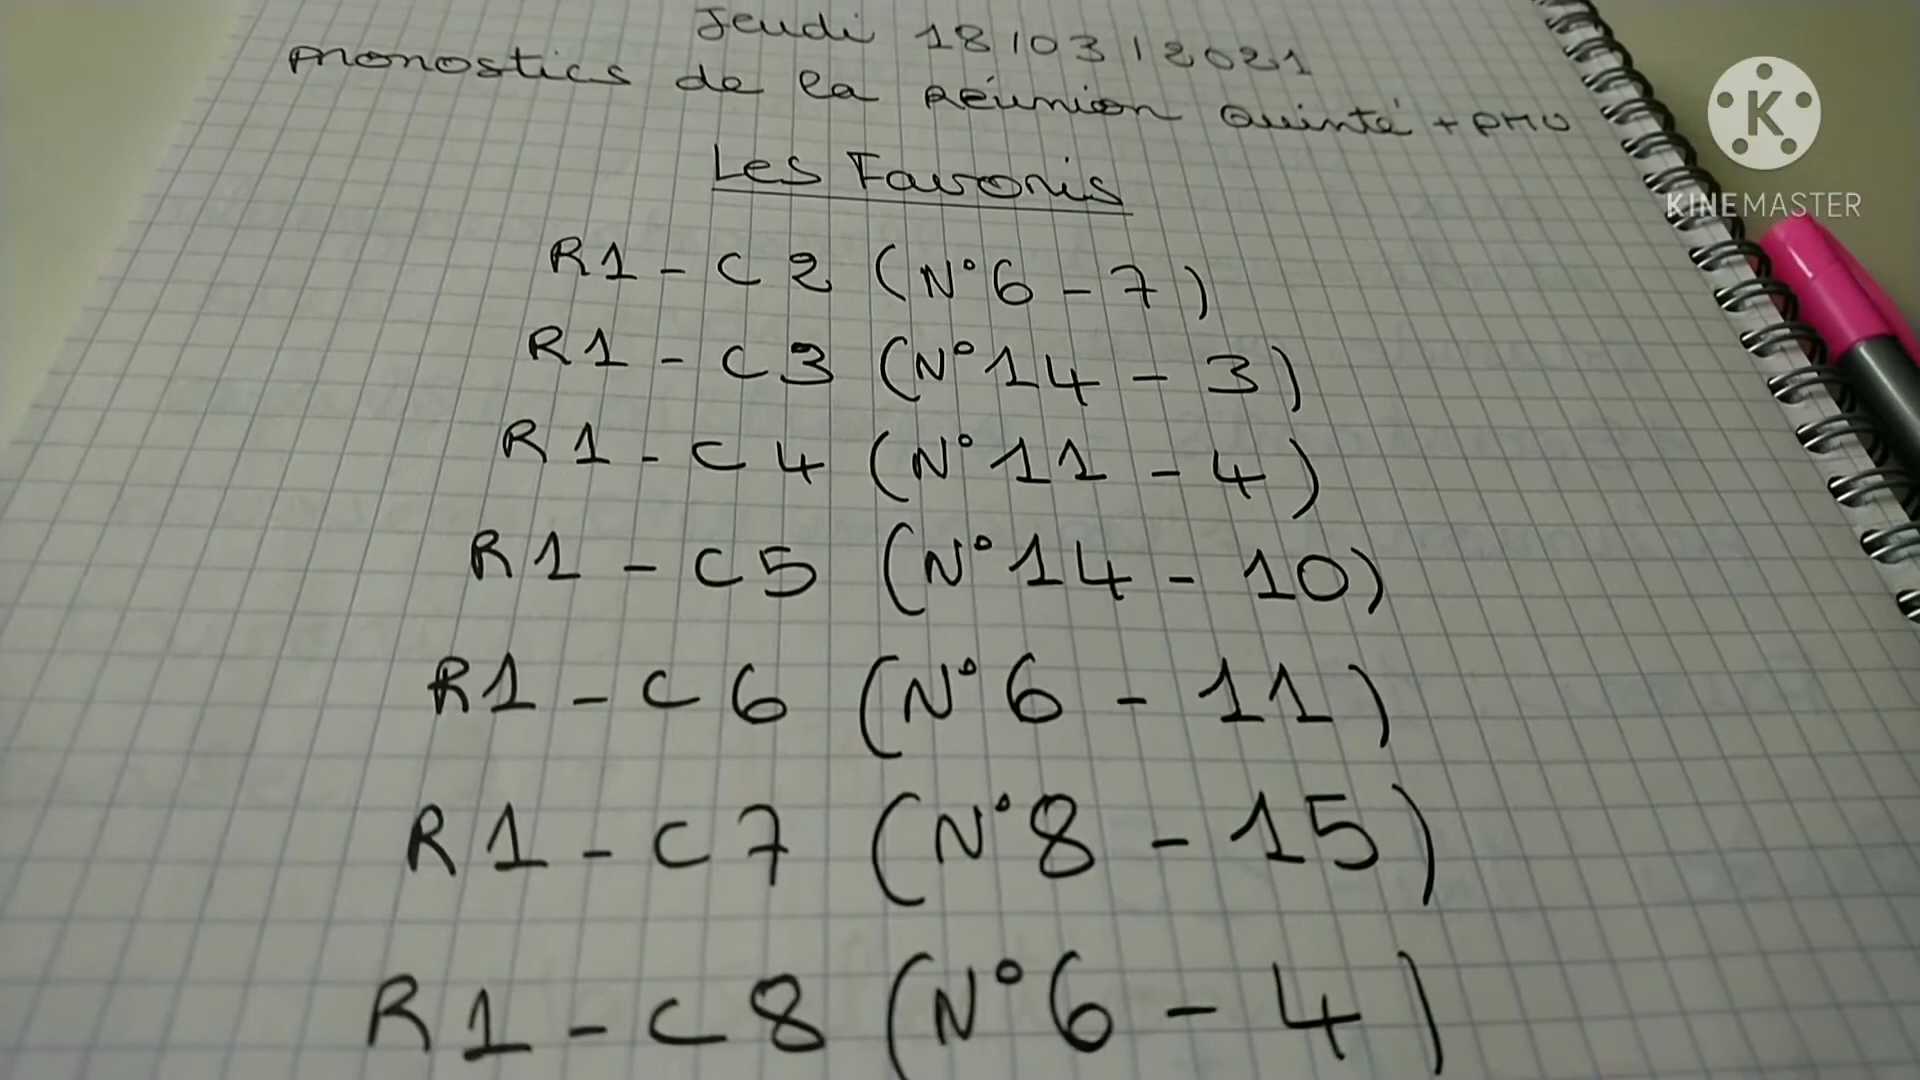 Jeudi 18/03/2021
pronostics de la réunion Quinté + PMU
Les Favoris
R1 - C2 (N°6 - 7)
R1 - C3 (N°14 - 3)
R1 - C4 (N°11 - 4)
R1 - C5 (N°14 - 10)
R1 - C6 (N°6 - 11)
R1 - C7 (N°8 - 15)
R1 - C8 (N°6 - 4)
K
KINEMASTER